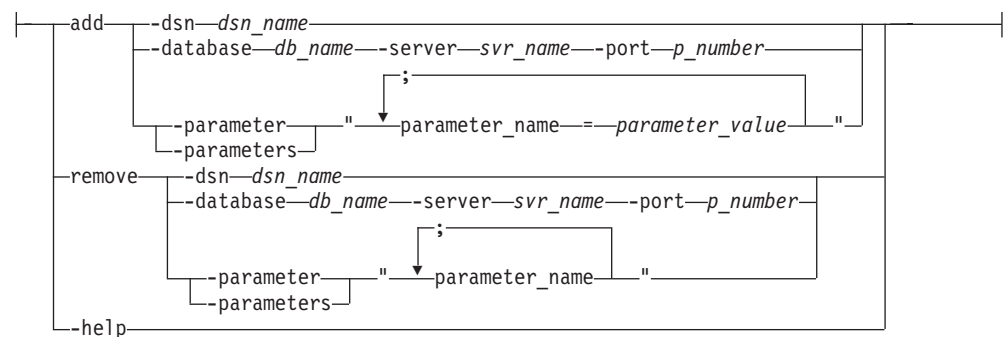 add -dsn dsn_name
-database db_name -server svr_name -port p_number
;
-parameter " parameter_name = parameter_value "
-parameters
remove -dsn dsn_name
-database db_name -server svr_name -port p_number
;
-parameter " parameter_name "
-parameters
-help